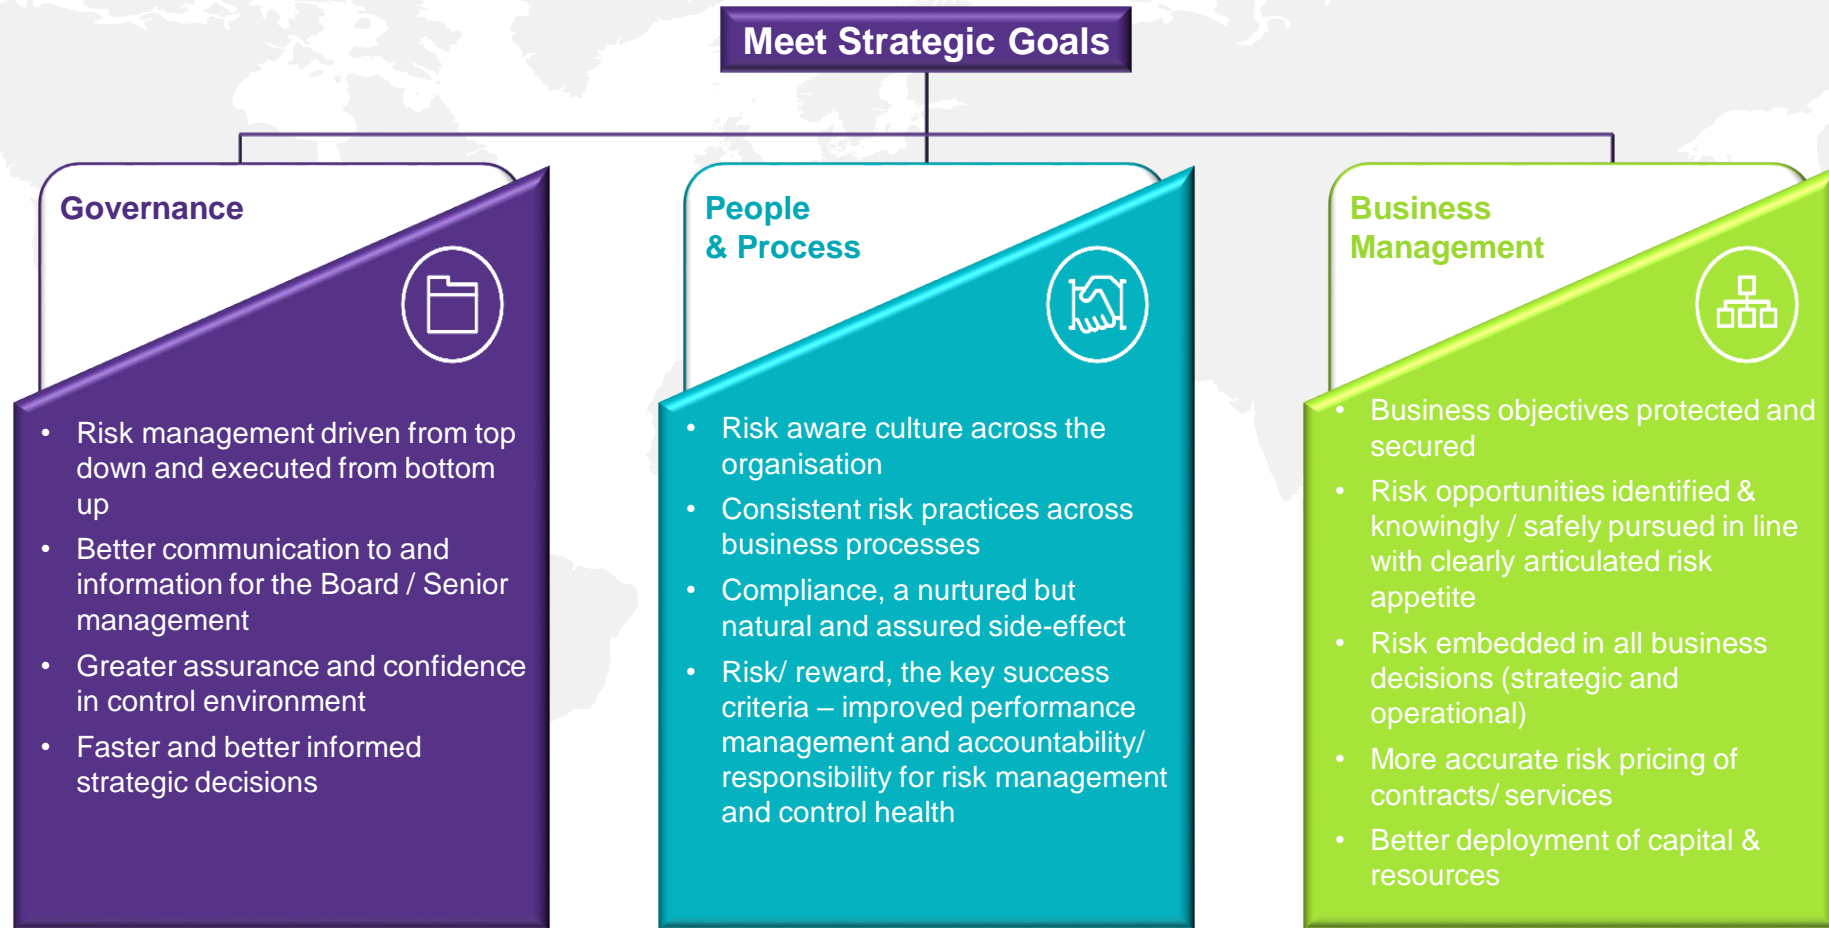 Meet Strategic Goals
Governance
• Risk management driven from top
down and executed from bottom
up
• Better communication to and
information for the Board / Senior
management
• Greater assurance and confidence
in control environment
• Faster and better informed
strategic decisions
People
& Process
• Risk aware culture across the
organisation
• Consistent risk practices across
business processes
• Compliance, a nurtured but
natural and assured side-effect
• Risk/ reward, the key success
criteria – improved performance
management and accountability/
responsibility for risk management
and control health
Business
Management
• Business objectives protected and
secured
• Risk opportunities identified &
knowingly / safely pursued in line
with clearly articulated risk
appetite
• Risk embedded in all business
decisions (strategic and
operational)
• More accurate risk pricing of
contracts/ services
• Better deployment of capital &
resources